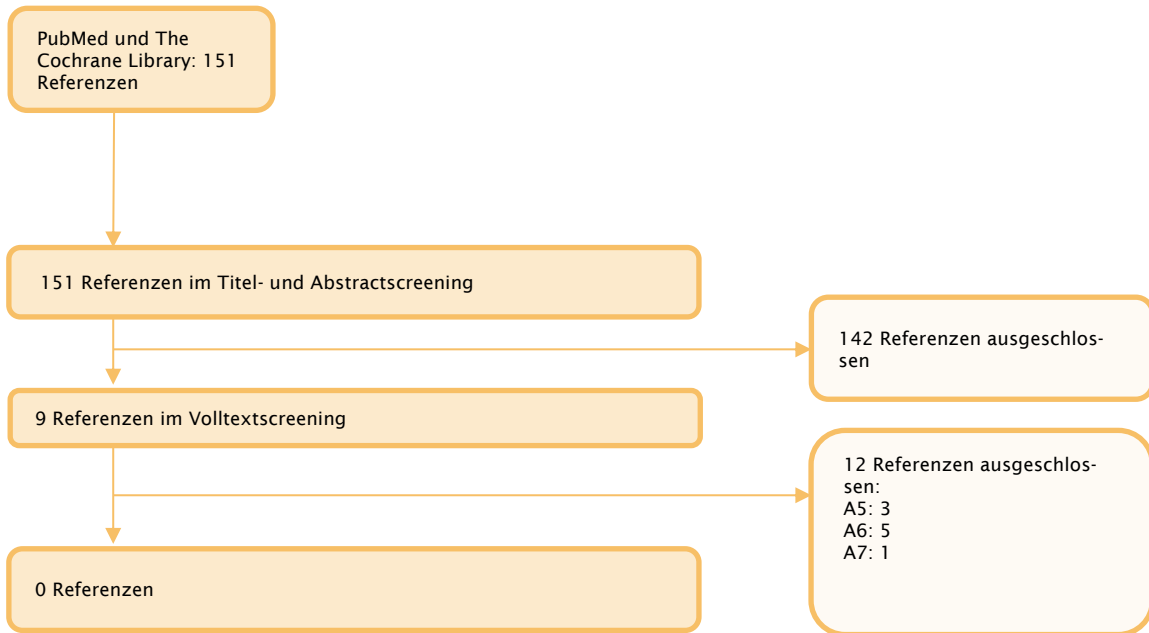 PubMed und The
Cochrane Library: 151
Referenzen
151 Referenzen im Titel- und Abstractscreening
142 Referenzen ausgeschlos-
sen
9 Referenzen im Volltextscreening
12 Referenzen ausgeschlos-
sen:
A5: 3
A6: 5
A7: 1
0 Referenzen